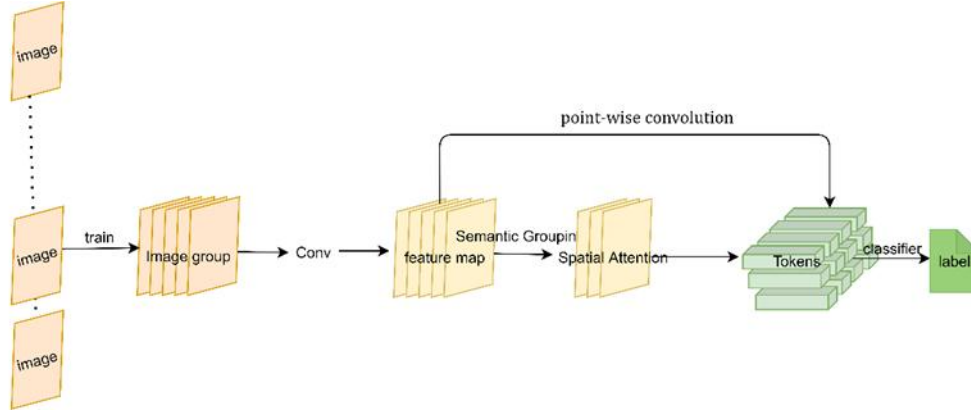 image
point-wise convolution
image
train
Image group
Conv
feature map
Semantic Groupin
Spatial Attention
Tokens
classifier
label
image